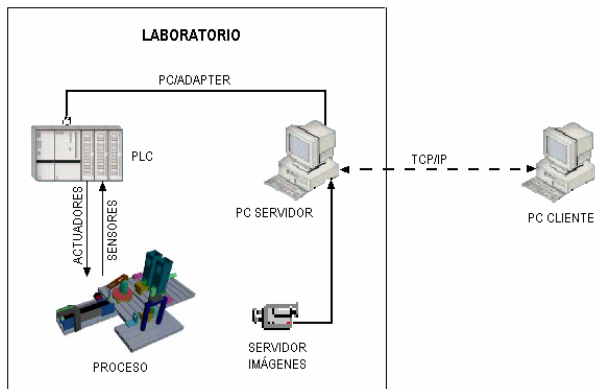 LABORATORIO
PC/ADAPTER
PLC
TCP/IP
PC SERVIDOR
PC CLIENTE
ACTUADORES
SENSORES
PROCESO
SERVIDOR
IMÁGENES